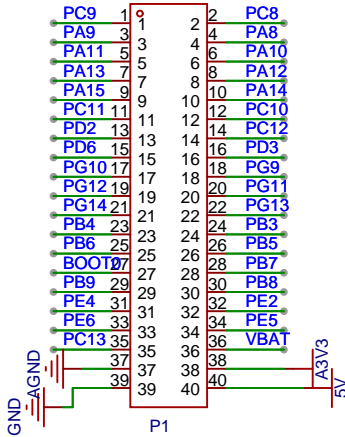 PC9 1 1 2 2 PC8
PA9 3 3 4 4 PA8
PA11 5 5 6 6 PA10
PA13 7 7 8 8 PA12
PA15 9 9 10 10 PA14
PC11 11 11 12 12 PC10
PD2 13 13 14 14 PC12
PD6 15 15 16 16 PD3
PG10 17 17 18 18 PG9
PG12 19 19 20 20 PG11
PG14 21 21 22 22 PG13
PB4 23 23 24 24 PB3
PB6 25 25 26 26 PB5
BOOT0 27 27 28 28 PB7
PB9 29 29 30 30 PB8
PE4 31 31 32 32 PE2
PE6 33 33 34 34 PE5
PC13 35 35 36 36 VBAT
AGND 37 37 38 38 A3V3
GND 39 39 40 40 5V
P1